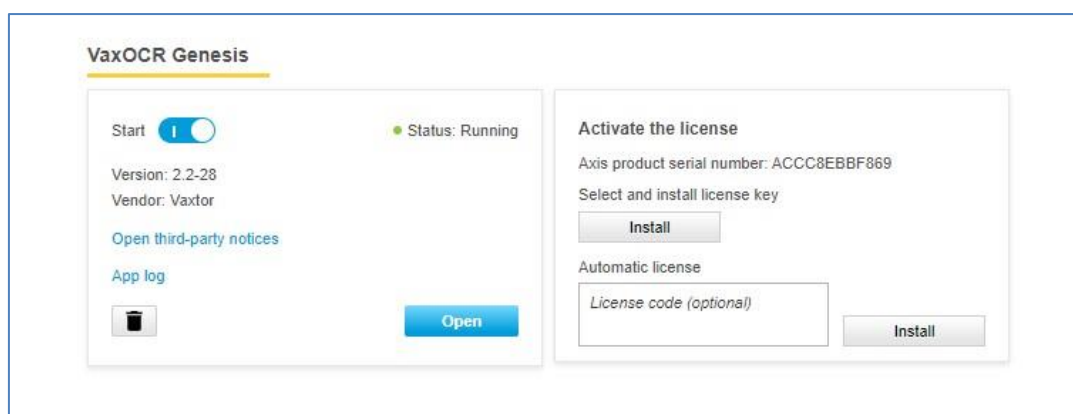 VaxOCR Genesis
Start
Status: Running
Version: 2.2-28
Vendor: Vaxtor
Open third-party notices
App log
Open
Activate the license
Axis product serial number: ACCC8EBBF869
Select and install license key
Install
Automatic license
License code (optional)
Install